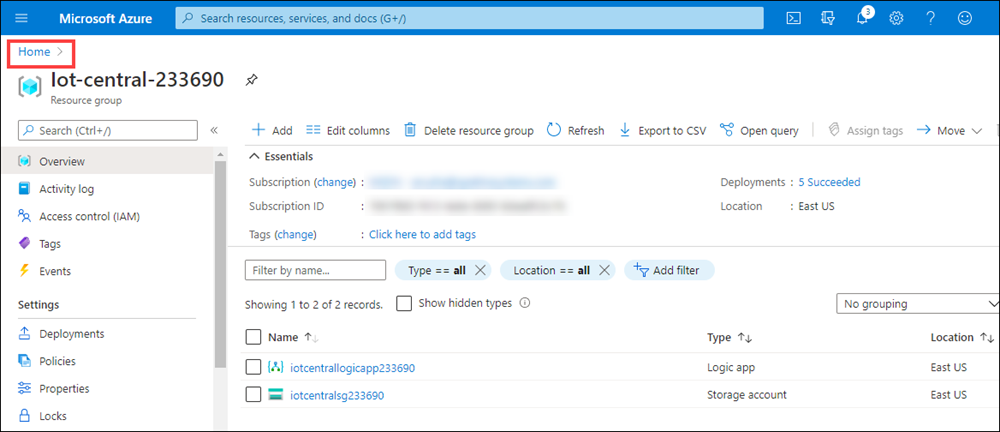 Microsoft Azure
Search resources, services, and docs (G+/)
3
Home
Iot-central-233690
Resource group
Search (Ctrl+/)
Overview
Activity log
Access control (IAM)
Tags
Events
Settings
Deployments
Policies
Properties
Locks
Add Edit columns Delete resource group Refresh Export to CSV Open query Assign tags Move
Essentials
Subscription (change) :
Deployments : 5 Succeeded
Subscription ID :
Location : East US
Tags (change) : Click here to add tags
Filter by name... Type == all Location == all Add filter
Showing 1 to 2 of 2 records. Show hidden types No grouping
Name Type Location
iotcentrallogicapp233690 Logic app East US
iotcentralsg233690 Storage account East US